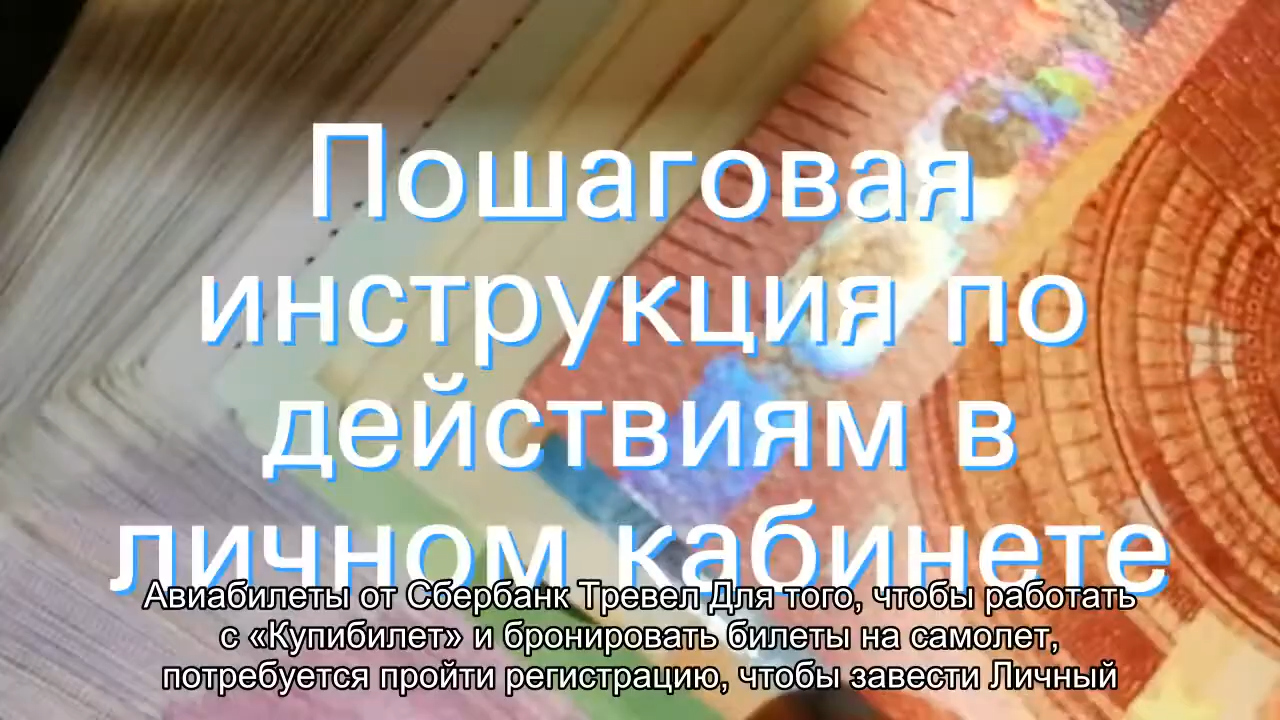 Пошаговая
инструкция по
действиям в
личном кабинете
Авиабилеты от Сбербанк Тревел Для того, чтобы работать
с «Купибилет» и бронировать билеты на самолет,
потребуется пройти регистрацию, чтобы завести Личный